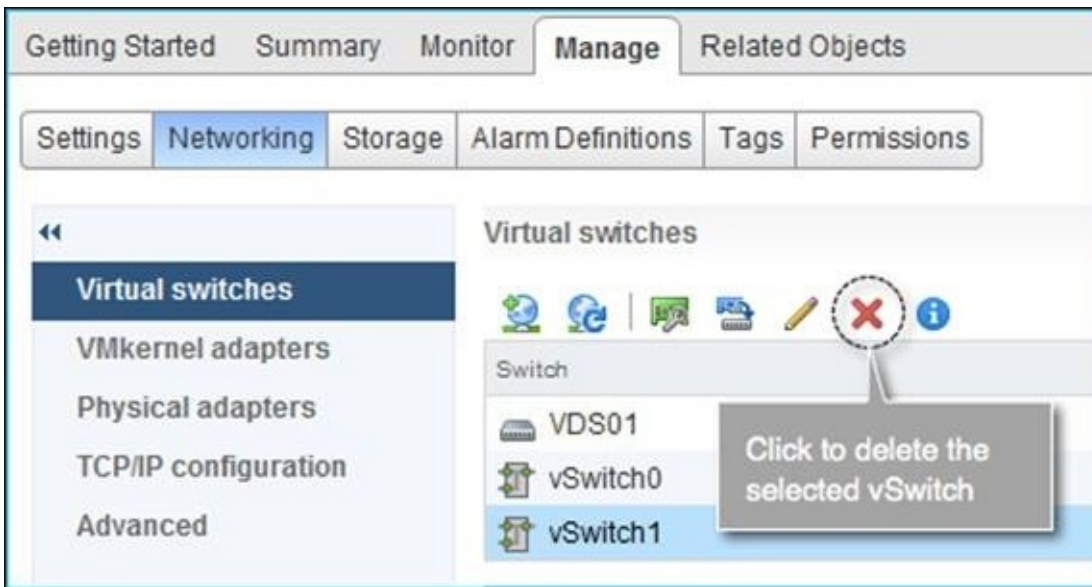 Getting Started Summary Monitor Manage Related Objects
Settings Networking Storage Alarm Definitions Tags Permissions
Virtual switches
VMkernel adapters
Physical adapters
TCP/IP configuration
Advanced
Virtual switches
Switch
VDS01
vSwitch0
vSwitch1
Click to delete the
selected vSwitch